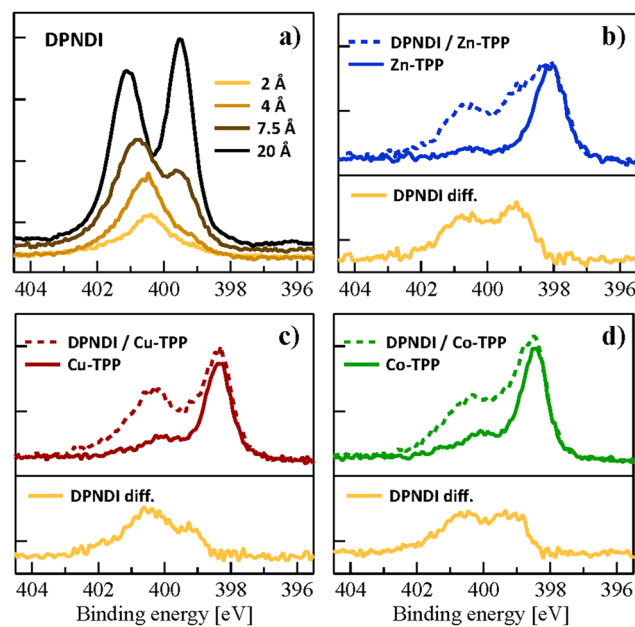 DPNDI
a)
2 Å
4 Å
7.5 Å
20 Å
404 402 400 398 396
b)
DPNDI / Zn-TPP
Zn-TPP
DPNDI diff.
404 402 400 398 396
c)
DPNDI / Cu-TPP
Cu-TPP
DPNDI diff.
404 402 400 398 396
Binding energy [eV]
d)
DPNDI / Co-TPP
Co-TPP
DPNDI diff.
404 402 400 398 396
Binding energy [eV]